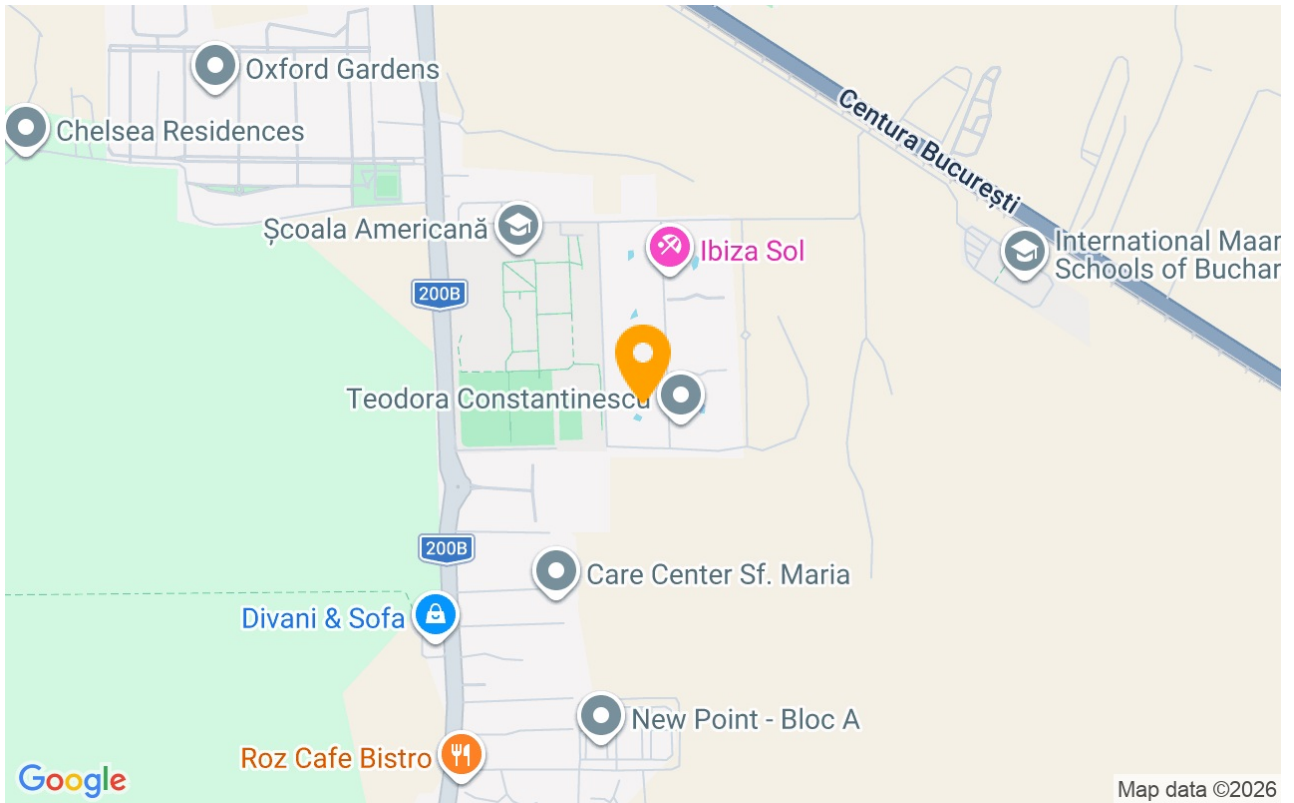 Oxford Gardens
Chelsea Residences
Centura București
Școala Americană
Ibiza Sol
International Maar
Schools of Buchar
200B
Teodora Constantinescu
200B
Care Center Sf. Maria
Divani & Sofa
New Point - Bloc A
Roz Cafe Bistro
Google
Map data ©2026